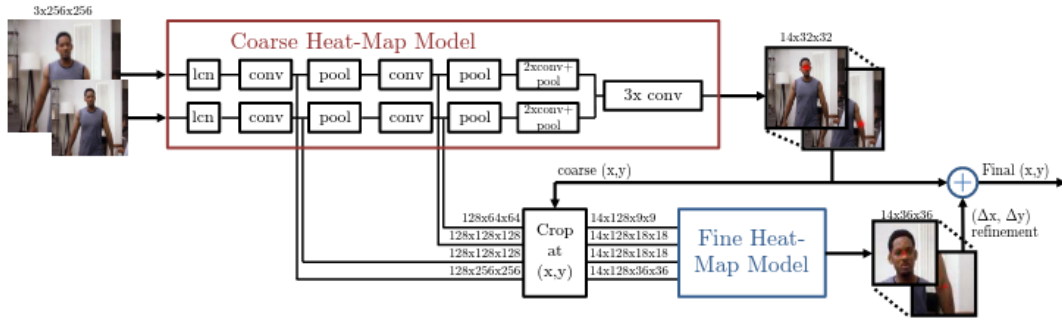 3x256x256
Coarse Heat-Map Model
lcn
conv
pool
conv
pool
2xconv+
pool
lcn
conv
pool
conv
pool
2xconv+
pool
3x conv
14x32x32
coarse (x,y)
Final (x,y)
128x64x64
128x128x128
128x128x128
128x256x256
Crop
at
(x,y)
14x128x9x9
14x128x18x18
14x128x18x18
14x128x36x36
Fine Heat-
Map Model
14x36x36
(Δx, Δy)
refinement